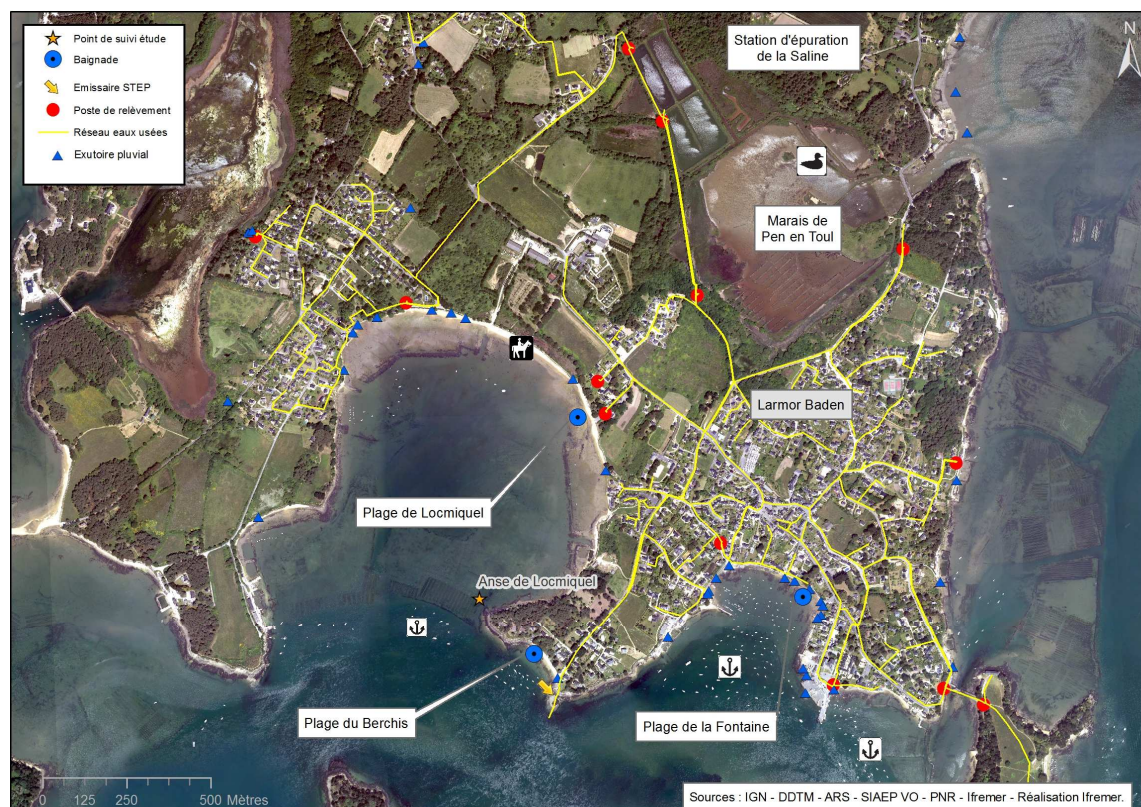 Point de suivi étude
Baignade
Emissaire STEP
Poste de relèvement
Réseau eaux usées
Exutoire pluvial
Station d'épuration
de la Saline
N
Marais de
Pen en Toul
Larmor Baden
Plage de Locmiquel
Anse de Locmiquel
Plage du Berchis
Plage de la Fontaine
0 125 250 500 Mètres
Sources : IGN - DDTM - ARS - SIAEP VO - PNR - Ifremer - Réalisation Ifremer.